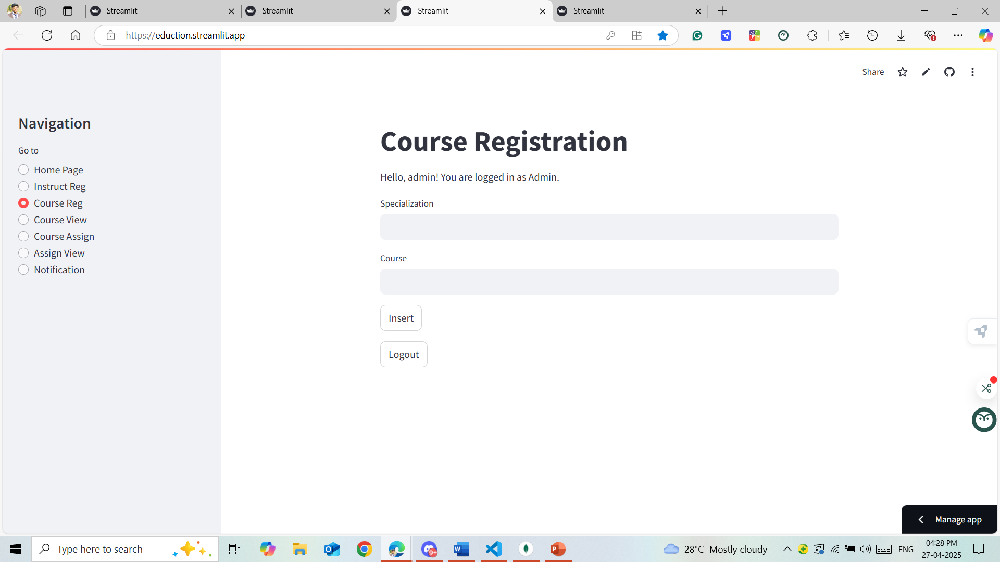 Streamlit
Streamlit
Streamlit
Streamlit
https://eduction.streamlit.app
Share
Navigation
Go to
Home Page
Instruct Reg
Course Reg
Course View
Course Assign
Assign View
Notification
Course Registration
Hello, admin! You are logged in as Admin.
Specialization
Course
Insert
Logout
Manage app
Type here to search
9+
28°C Mostly cloudy
ENG
04:28 PM
27-04-2025